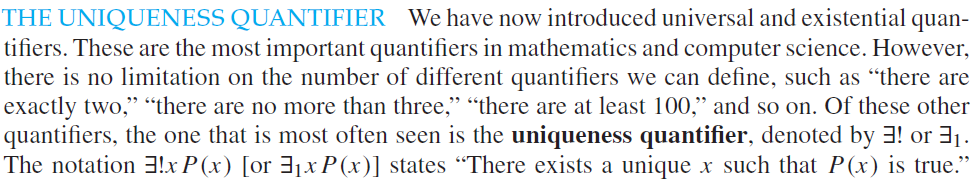 THE UNIQUENESS QUANTIFIER We have now introduced universal and existential quan-
tifiers. These are the most important quantifiers in mathematics and computer science. However,
there is no limitation on the number of different quantifiers we can define, such as “there are
exactly two,” “there are no more than three,” “there are at least 100,” and so on. Of these other
quantifiers, the one that is most often seen is the uniqueness quantifier, denoted by ∃! or ∃₁.
The notation ∃!x P(x) [or ∃₁x P(x)] states “There exists a unique x such that P(x) is true.”